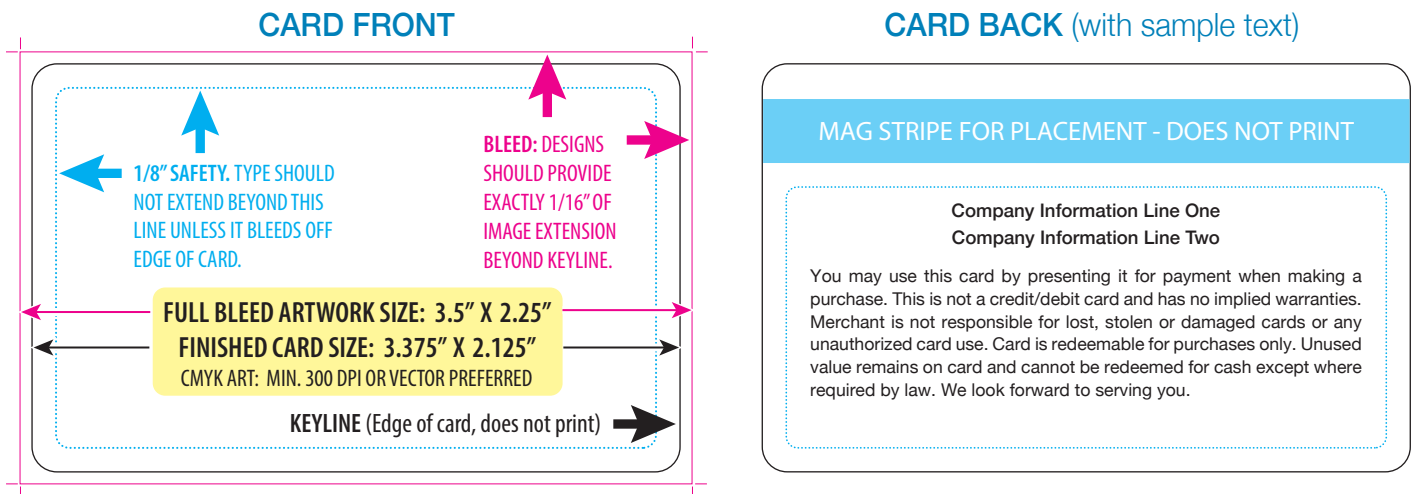 CARD FRONT
1/8” SAFETY. TYPE SHOULD
NOT EXTEND BEYOND THIS
LINE UNLESS IT BLEEDS OFF
EDGE OF CARD.
BLEED: DESIGNS
SHOULD PROVIDE
EXACTLY 1/16” OF
IMAGE EXTENSION
BEYOND KEYLINE.
FULL BLEED ARTWORK SIZE: 3.5” X 2.25”
FINISHED CARD SIZE: 3.375” X 2.125”
CMYK ART: MIN. 300 DPI OR VECTOR PREFERRED
KEYLINE (Edge of card, does not print)
CARD BACK (with sample text)
MAG STRIPE FOR PLACEMENT - DOES NOT PRINT
Company Information Line One
Company Information Line Two
You may use this card by presenting it for payment when making a
purchase. This is not a credit/debit card and has no implied warranties.
Merchant is not responsible for lost, stolen or damaged cards or any
unauthorized card use. Card is redeemable for purchases only. Unused
value remains on card and cannot be redeemed for cash except where
required by law. We look forward to serving you.